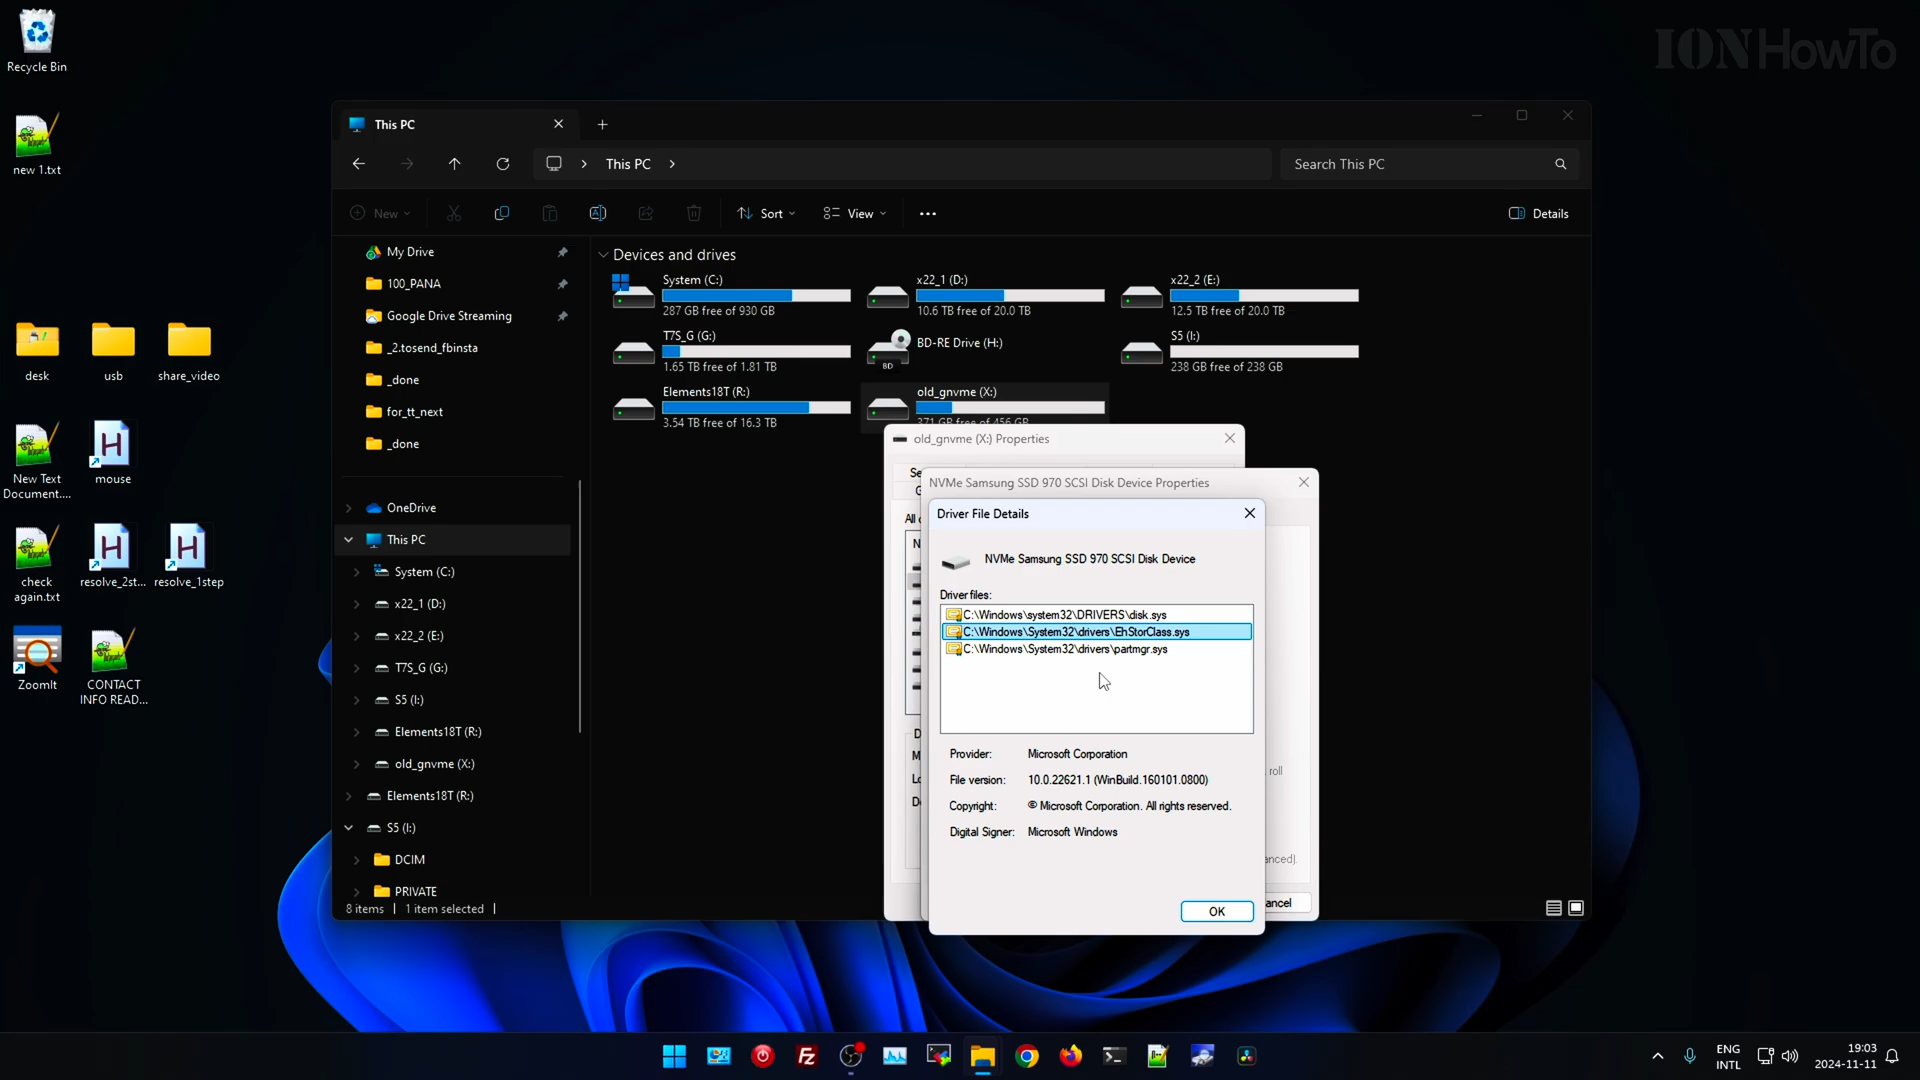 IONHowTo
Recycle Bin
new 1.txt
desk
usb
share_video
New Text
Document....
mouse
check
again.txt
resolve_2st...
resolve_1step
ZoomIt
CONTACT
INFO READ...
This PC
This PC
Search This PC
New
Sort
View
Details
My Drive
100_PANA
Google Drive Streaming
_2.tosend_fbinsta
_done
for_tt_next
_done
OneDrive
This PC
System (C:)
x22_1 (D:)
x22_2 (E:)
T7S_G (G:)
S5 (I:)
Elements18T (R:)
old_gnvme (X:)
Elements18T (R:)
S5 (I:)
DCIM
PRIVATE
8 items
1 item selected
Devices and drives
System (C:)
287 GB free of 930 GB
x22_1 (D:)
10.6 TB free of 20.0 TB
x22_2 (E:)
12.5 TB free of 20.0 TB
T7S_G (G:)
1.65 TB free of 1.81 TB
BD-RE Drive (H:)
BD
S5 (I:)
238 GB free of 238 GB
Elements18T (R:)
3.54 TB free of 16.3 TB
old_gnvme (X:)
371 GB free of 456 GB
old_gnvme (X:) Properties
NVMe Samsung SSD 970 SCSI Disk Device Properties
Driver File Details
NVMe Samsung SSD 970 SCSI Disk Device
Driver files:
C:\Windows\system32\DRIVERS\disk.sys
C:\Windows\System32\drivers\EhStorClass.sys
C:\Windows\System32\drivers\partmgr.sys
Provider: Microsoft Corporation
File version: 10.0.22621.1 (WinBuild.160101.0800)
Copyright: © Microsoft Corporation. All rights reserved.
Digital Signer: Microsoft Windows
OK
roll
anced).
ancel
ENG
INTL
19:03
2024-11-11